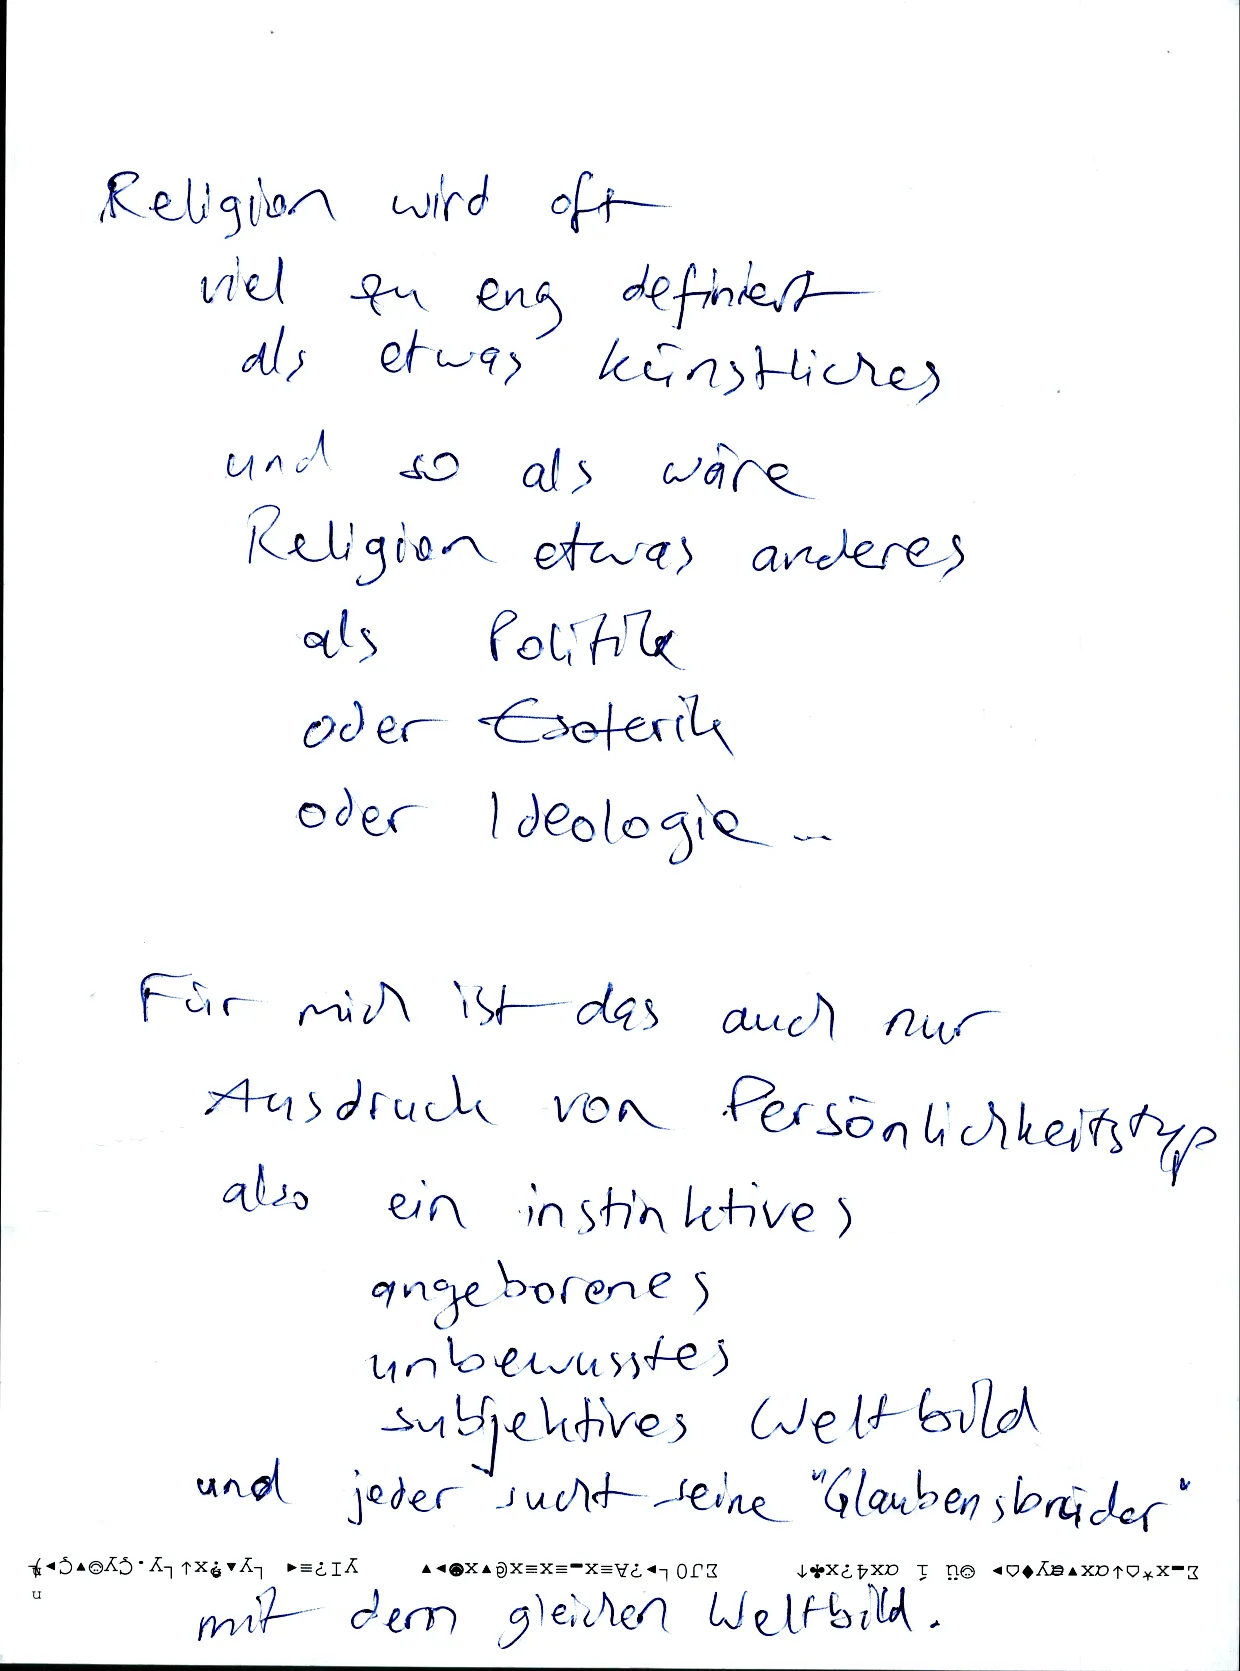 Religion wird oft
viel zu eng definiert
als etwas künstliches
und so als wäre
Religion etwas anderes
als Politik
oder Esoterik
oder Ideologie...
Für mich ist das auch nur
Ausdruck von Persönlichkeitstyp
also ein instinktives
angeborenes
unbewusstes
subjektives Weltbild
und jeder sucht seine "Glaubensbrüder"
mit dem gleichen Weltbild.